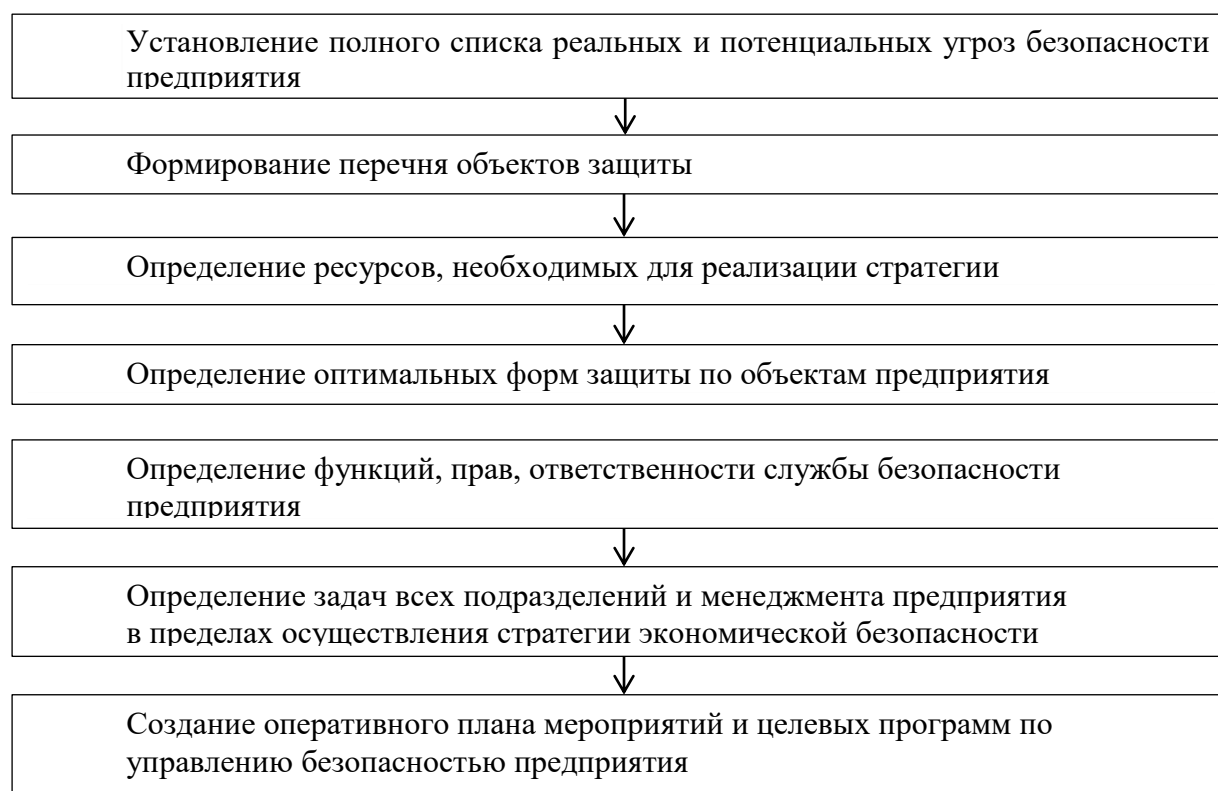 Установление полного списка реальных и потенциальных угроз безопасности
предприятия
Формирование перечня объектов защиты
Определение ресурсов, необходимых для реализации стратегии
Определение оптимальных форм защиты по объектам предприятия
Определение функций, прав, ответственности службы безопасности
предприятия
Определение задач всех подразделений и менеджмента предприятия
в пределах осуществления стратегии экономической безопасности
Создание оперативного плана мероприятий и целевых программ по
управлению безопасностью предприятия